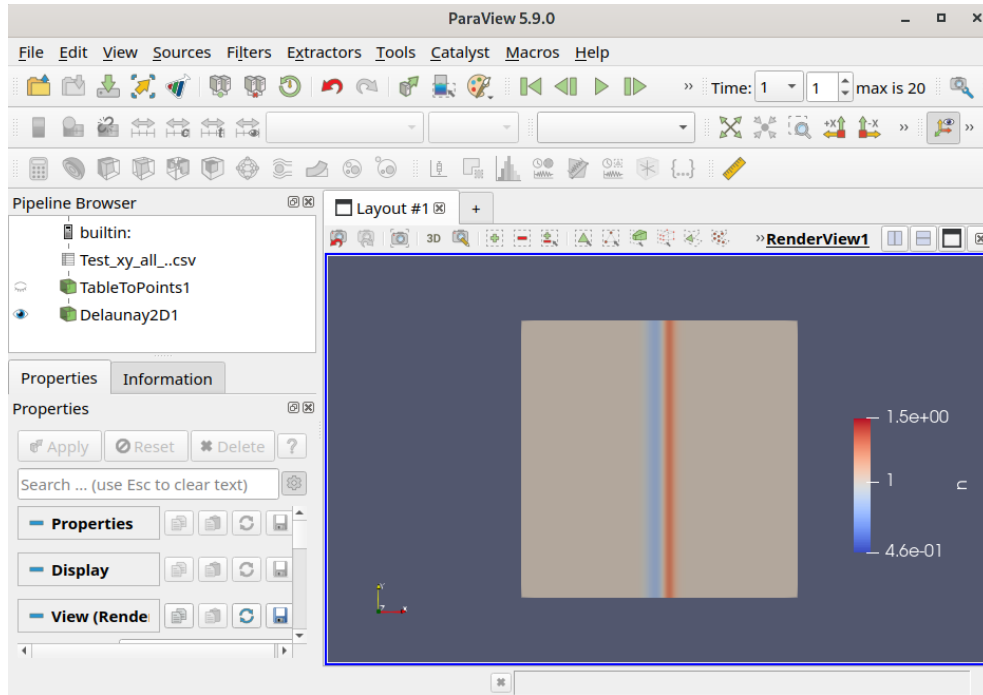 ParaView 5.9.0
File Edit View Sources Filters Extractors Tools Catalyst Macros Help
» Time: 1 1 max is 20
+X -X » »
{...}
Pipeline Browser
builtin:
Test_xy_all_..csv
TableToPoints1
Delaunay2D1
Properties Information
Properties
Apply Reset Delete ?
Search ... (use Esc to clear text)
Properties
Display
View (Rende
Layout #1 +
3D »RenderView1
1.5e+00
1
n
4.6e-01
Y
Z X